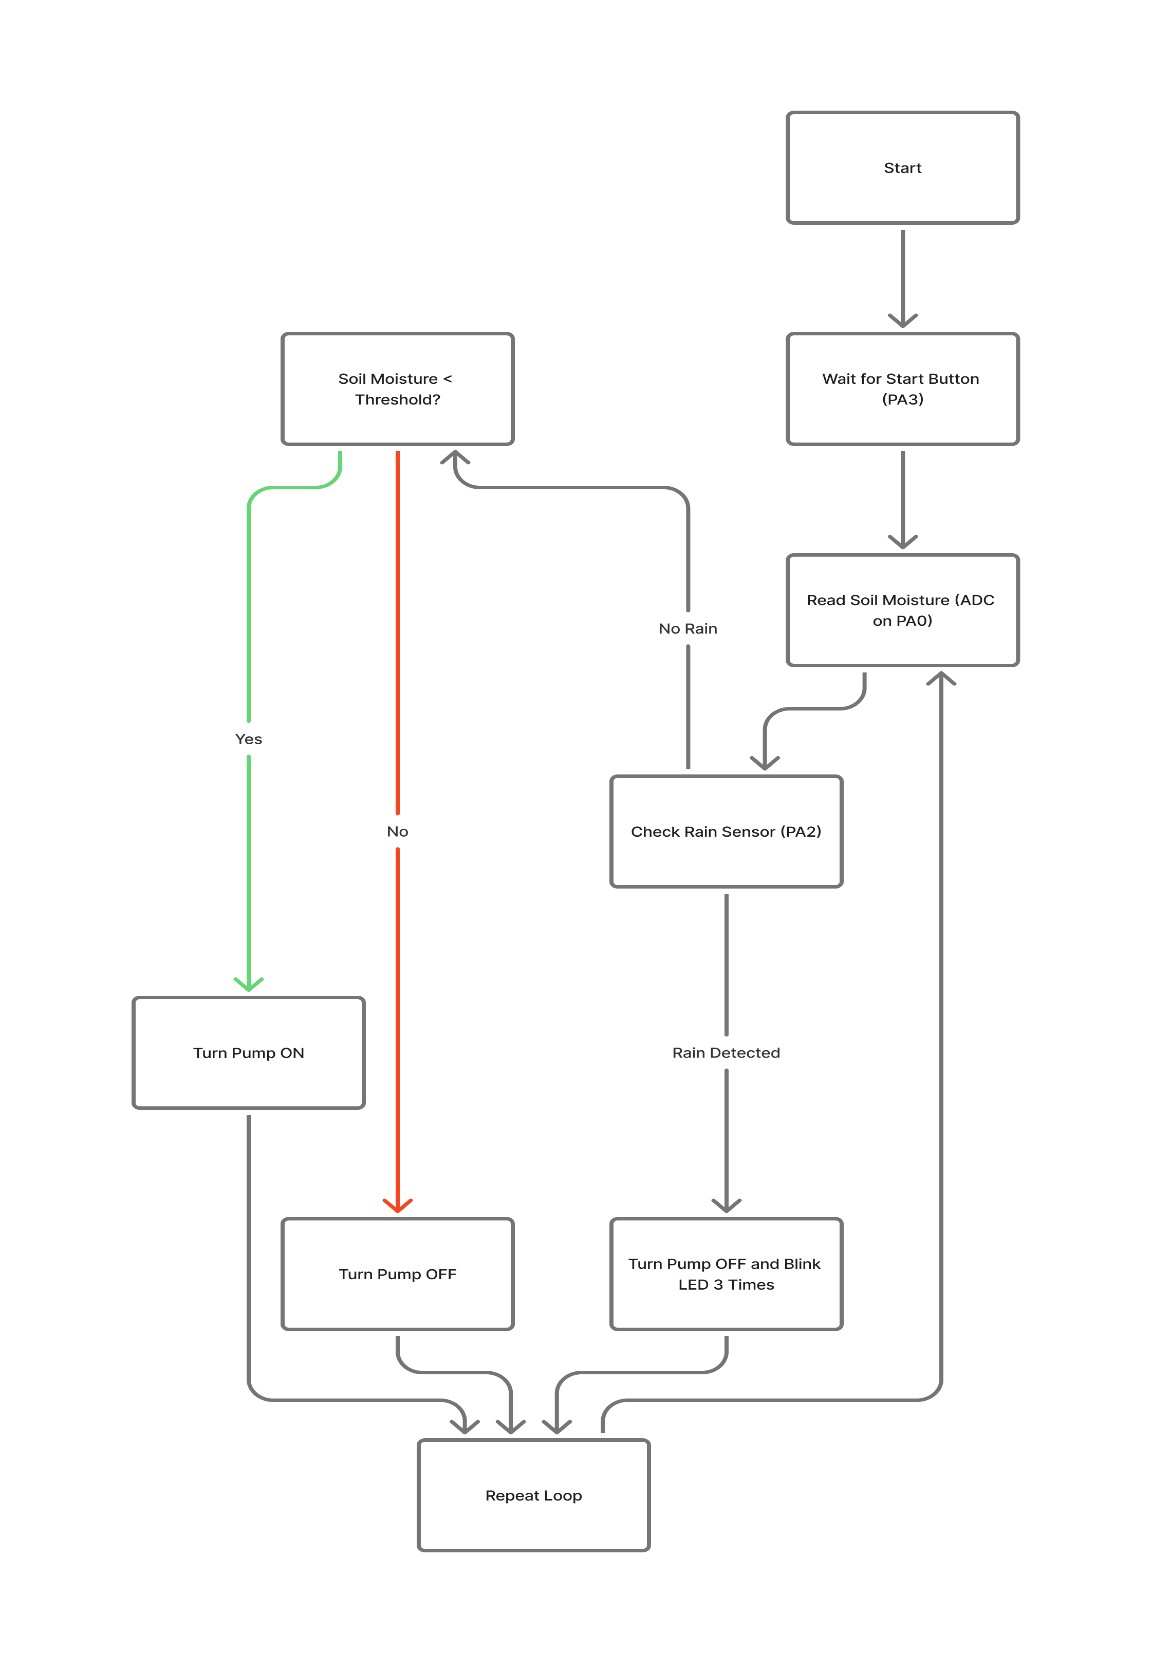 Start
Wait for Start Button
(PA3)
Read Soil Moisture (ADC
on PA0)
Check Rain Sensor (PA2)
No Rain
Soil Moisture <
Threshold?
Yes
No
Rain Detected
Turn Pump ON
Turn Pump OFF
Turn Pump OFF and Blink
LED 3 Times
Repeat Loop